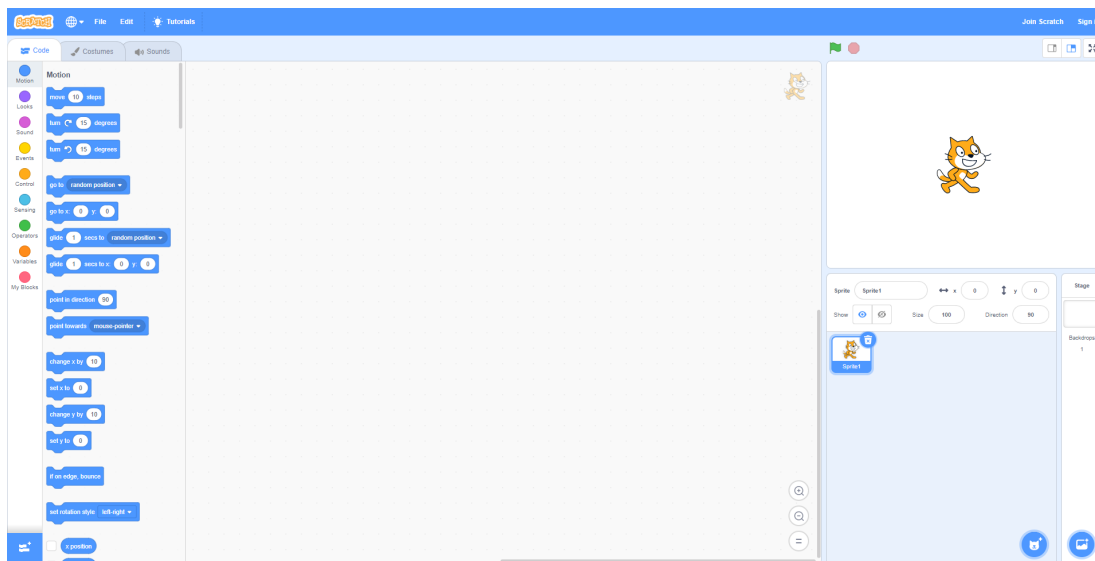 SCRATCH File Edit Tutorials Join Scratch Sign
Code Costumes Sounds
Motion
Looks
Sound
Events
Control
Sensing
Operators
Variables
My Blocks
Motion
move 10 steps
turn 15 degrees
turn 15 degrees
go to random position
go to x: 0 y: 0
glide 1 secs to random position
glide 1 secs to x: 0 y: 0
point in direction 90
point towards mouse-pointer
change x by 10
set x to 0
change y by 10
set y to 0
if on edge, bounce
set rotation style left-right
x position
Sprite Sprite1 x 0 y 0
Show Size 100 Direction 90
Sprite1
Stage
Backdrops
1